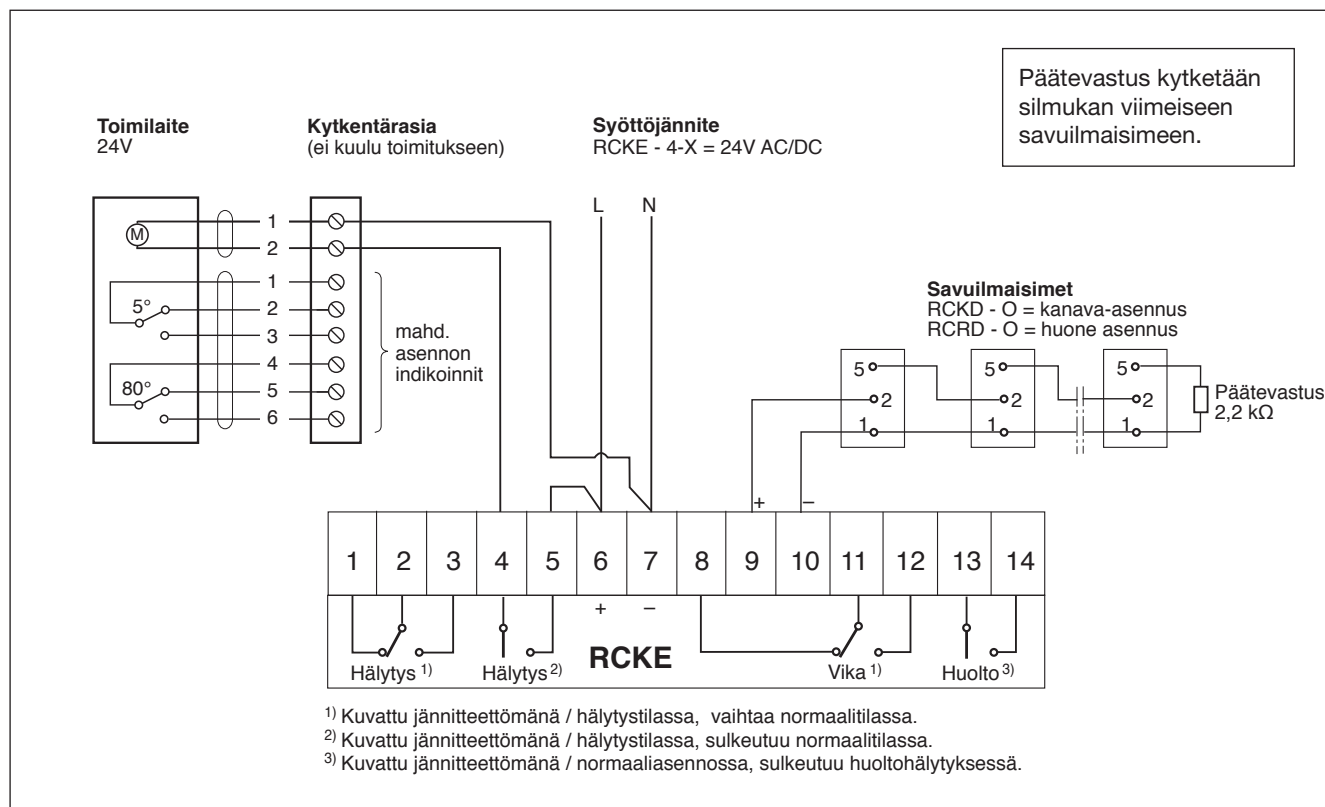 Päätevastus kytketään
silmukan viimeiseen
savuilmaisimeen.
Toimilaite
24V
Kytkentärasia
(ei kuulu toimitukseen)
Syöttöjännite
RCKE - 4-X = 24V AC/DC
L N
M
1
2
1
2
3
4
5
6
5°
80°
mahd.
asennon
indikoinnit
Savuilmaisimet
RCKD - O = kanava-asennus
RCRD - O = huone asennus
5 5 5
2 2 2
1 1 1
Päätevastus
2,2 kΩ
+ –
1 2 3 4 5 6 7 8 9 10 11 12 13 14
+ –
RCKE
Hälytys 1) Hälytys 2) Vika 1) Huolto 3)
1) Kuvattu jännitteettömänä / hälytystilassa, vaihtaa normaalitilassa.
2) Kuvattu jännitteettömänä / hälytystilassa, sulkeutuu normaalitilassa.
3) Kuvattu jännitteettömänä / normaaliasennossa, sulkeutuu huoltohälytyksessä.